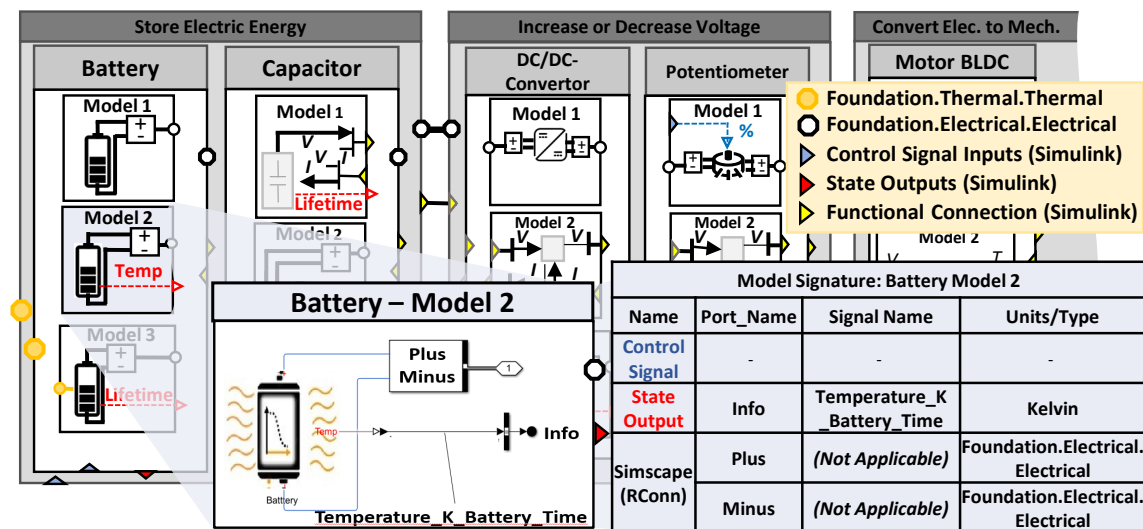 Store Electric Energy
Increase or Decrease Voltage
Convert Elec. to Mech.
Battery
Capacitor
DC/DC-
Convertor
Potentiometer
Motor BLDC
Model 1
Model 1
V
V
I
I
Lifetime
Model 1
Model 1
%
Foundation.Thermal.Thermal
Foundation.Electrical.Electrical
Control Signal Inputs (Simulink)
State Outputs (Simulink)
Functional Connection (Simulink)
Model 2
Temp
Model 2
Model 2
V
V
I
I
Model 2
V
V
I
I
Model 2
V
T
Model 3
Lifetime
Battery – Model 2
Plus
Minus
1
Temp
Info
Battery
Temperature_K_Battery_Time
Model Signature: Battery Model 2
Name
Port_Name
Signal Name
Units/Type
Control
Signal
-
-
-
State
Output
Info
Temperature_K
_Battery_Time
Kelvin
Simscape
(RConn)
Plus
(Not Applicable)
Foundation.Electrical.
Electrical
Minus
(Not Applicable)
Foundation.Electrical.
Electrical